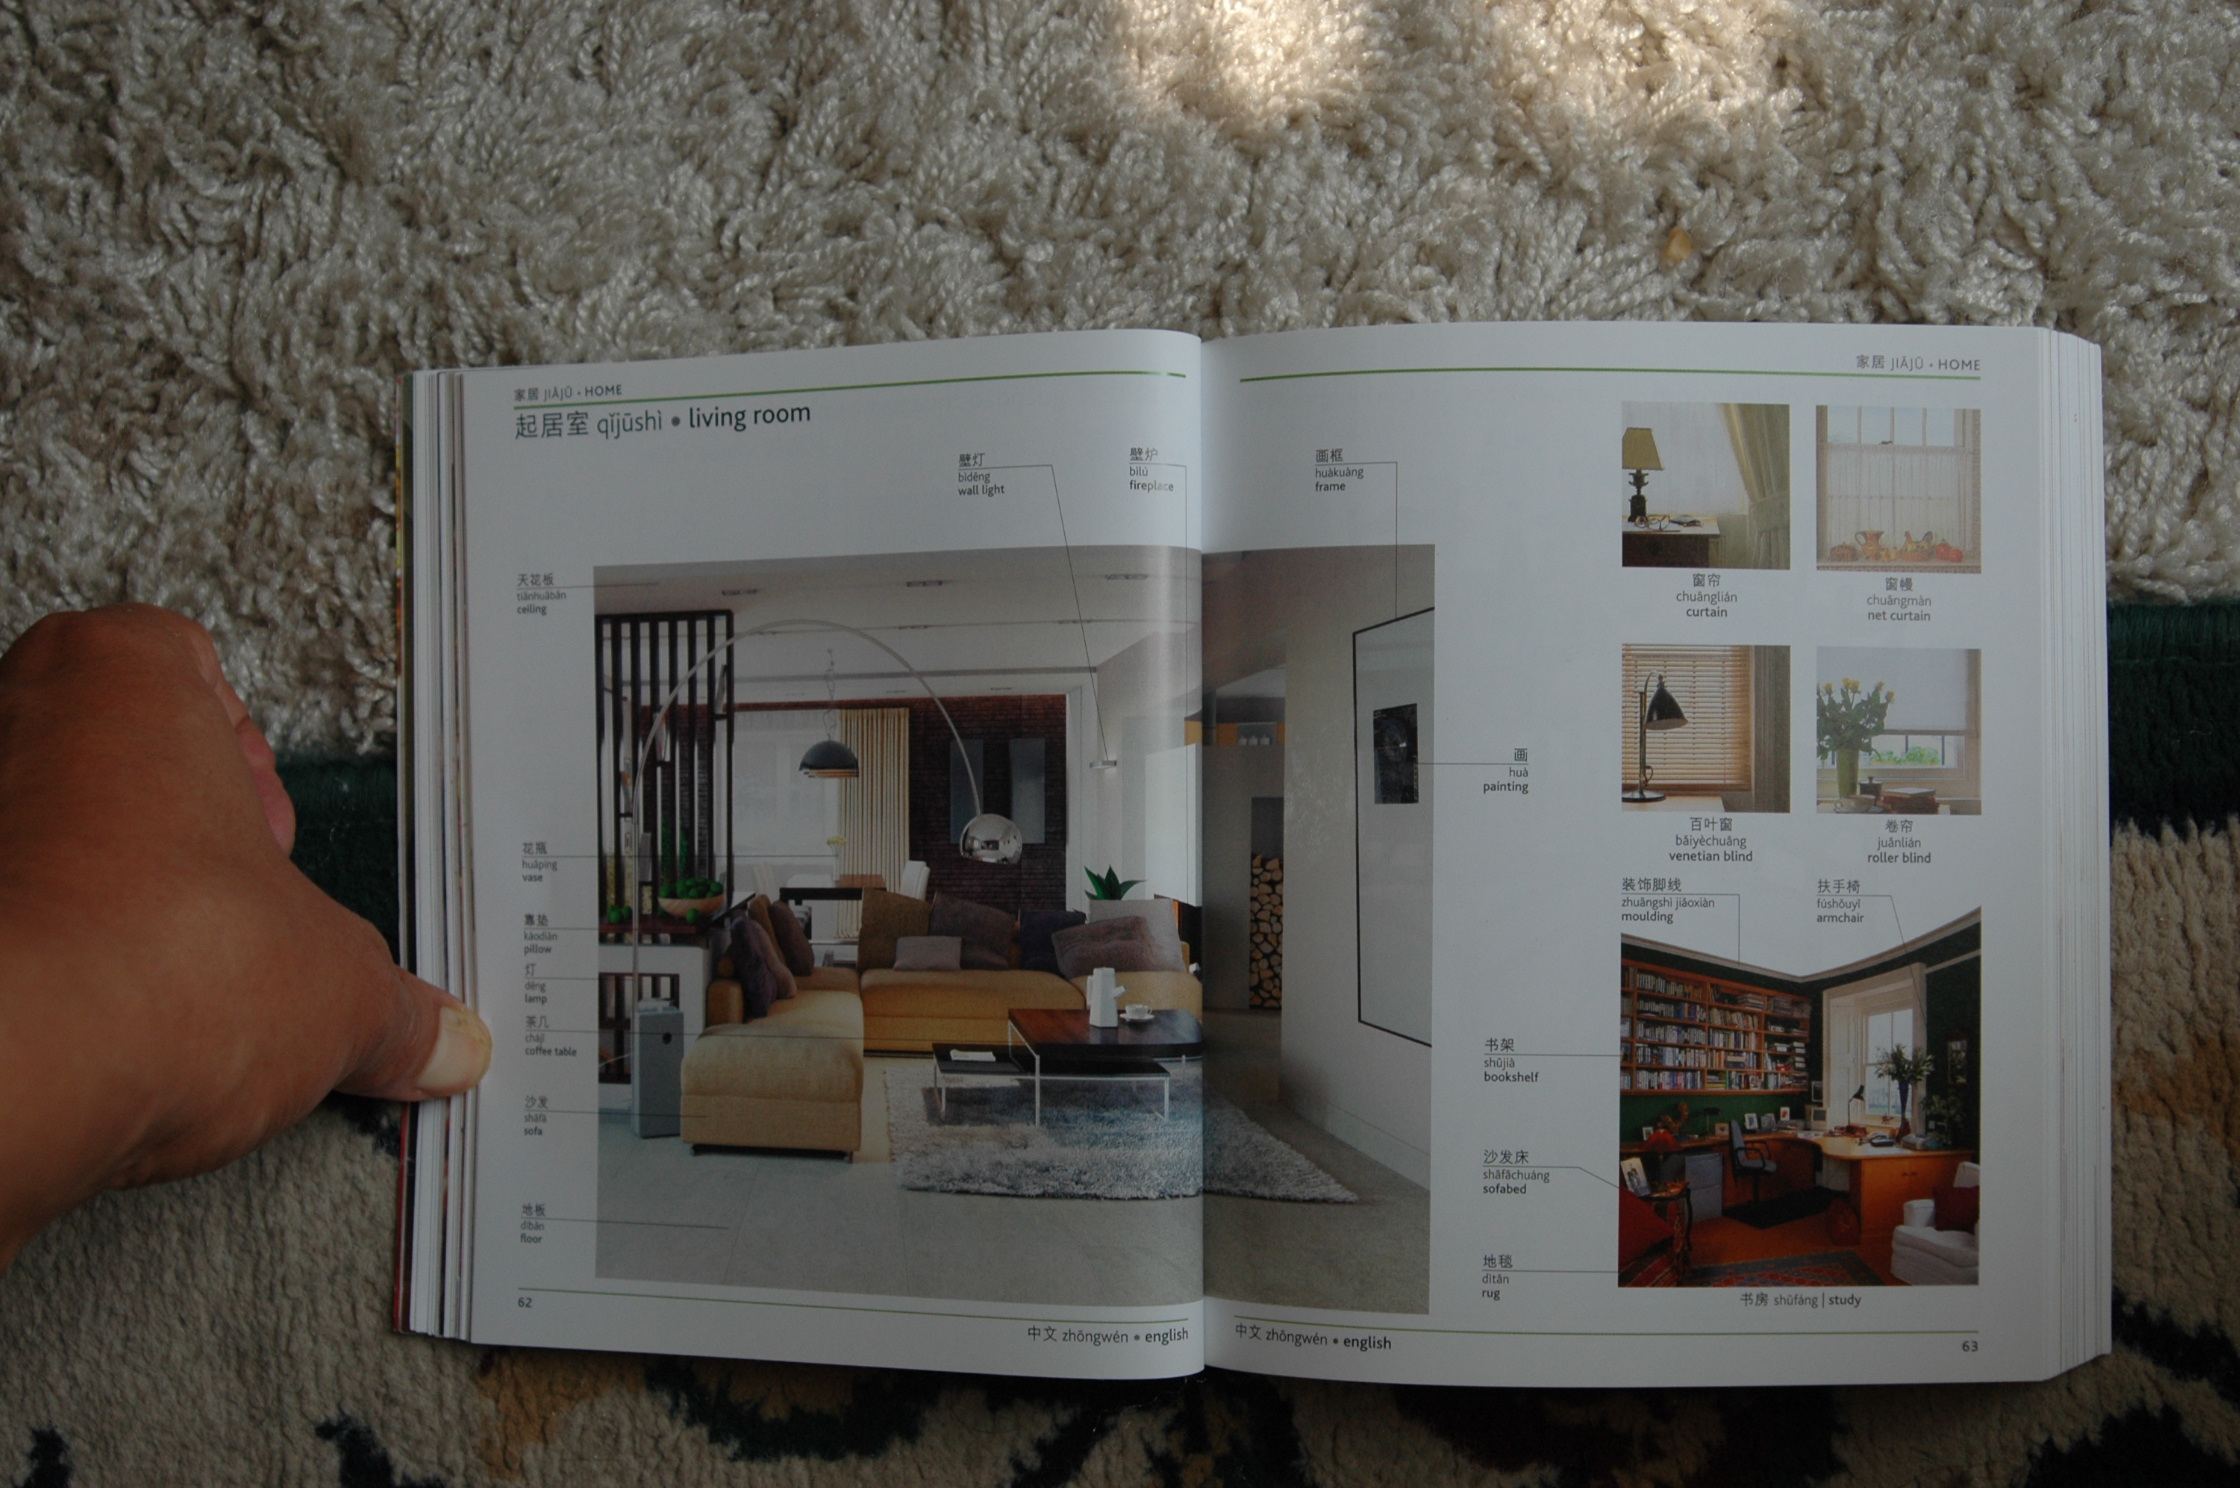 家居 JIĀJŪ • HOME
起居室 qǐjūshì • living room
壁灯
bìdēng
wall light
壁炉
bìlú
fireplace
天花板
tiānhuābǎn
ceiling
花瓶
huāpíng
vase
靠垫
kàodiàn
pillow
灯
dēng
lamp
茶几
chájī
coffee table
沙发
shāfā
sofa
地板
dìbǎn
floor
62
中文 zhōngwén • english
家居 JIĀJŪ • HOME
画框
huàkuàng
frame
画
huà
painting
窗帘
chuānglián
curtain
窗幔
chuāngmàn
net curtain
百叶窗
bǎiyèchuāng
venetian blind
卷帘
juǎnlián
roller blind
装饰脚线
zhuāngshì jiǎoxiàn
moulding
扶手椅
fúshǒuyǐ
armchair
书架
shūjià
bookshelf
沙发床
shāfāchuáng
sofabed
地毯
dìtǎn
rug
书房 shūfáng | study
中文 zhōngwén • english
63